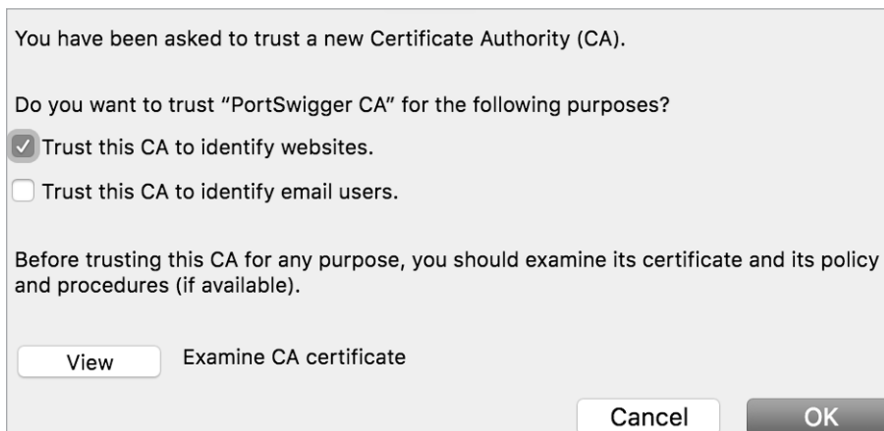 You have been asked to trust a new Certificate Authority (CA).
Do you want to trust “PortSwigger CA” for the following purposes?
Trust this CA to identify websites.
Trust this CA to identify email users.
Before trusting this CA for any purpose, you should examine its certificate and its policy
and procedures (if available).
View Examine CA certificate
Cancel OK